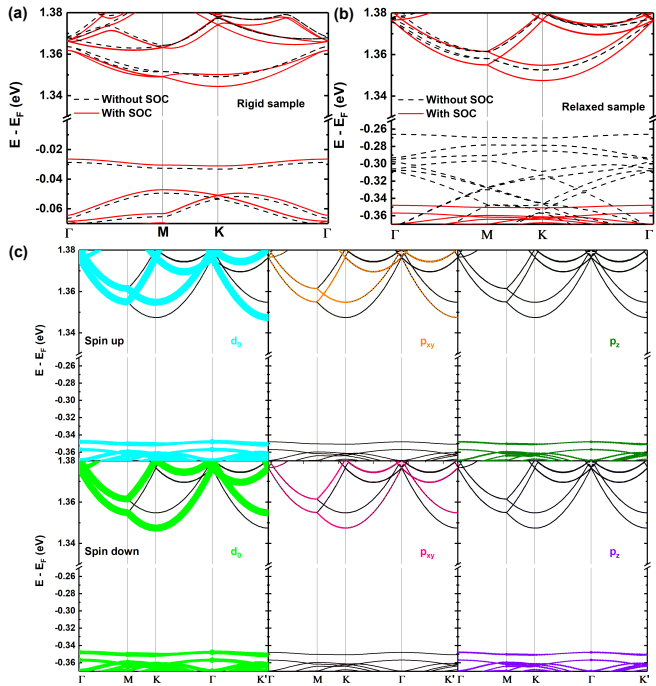 (a)
1.38
1.36
1.34
-0.02
-0.04
-0.06
E - E_F (eV)
Without SOC
With SOC
Rigid sample
Γ M K Γ
(b)
1.38
1.36
1.34
-0.26
-0.28
-0.30
-0.32
-0.34
-0.36
E - E_F (eV)
Without SOC
With SOC
Relaxed sample
Γ M K Γ
(c)
1.38
1.36
1.34
-0.26
-0.28
-0.30
-0.32
-0.34
-0.36
E - E_F (eV)
Spin up d_0 p_xy p_z
1.38
1.36
1.34
-0.26
-0.28
-0.30
-0.32
-0.34
-0.36
E - E_F (eV)
Spin down d_0 p_xy p_z
Γ M K Γ K' Γ M K Γ K' Γ M K Γ K'